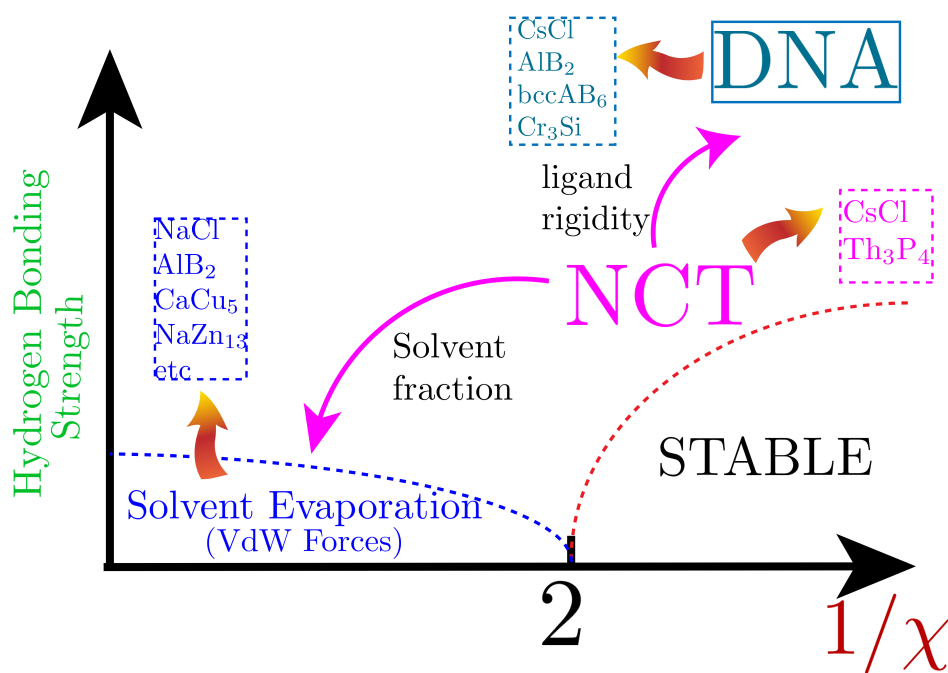 CsCl
AlB₂
bccAB₆
Cr₃Si
DNA
ligand
rigidity
CsCl
Th₃P₄
NCT
NaCl
AlB₂
CaCu₅
NaZn₁₃
etc
Hydrogen Bonding
Strength
Solvent
fraction
STABLE
Solvent Evaporation
(VdW Forces)
2
1/χ